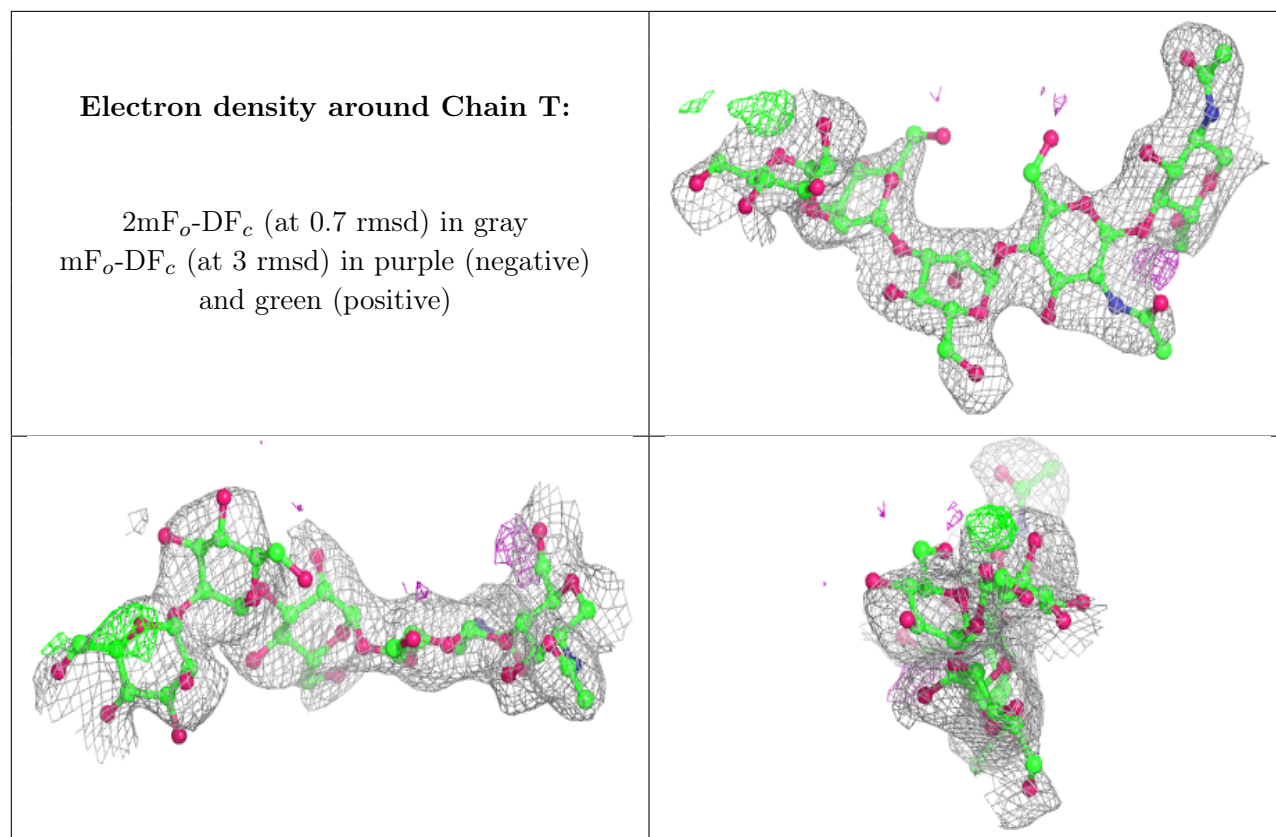 Electron density around Chain T:
2mFₒ-DF𝒸 (at 0.7 rmsd) in gray
mFₒ-DF𝒸 (at 3 rmsd) in purple (negative)
and green (positive)